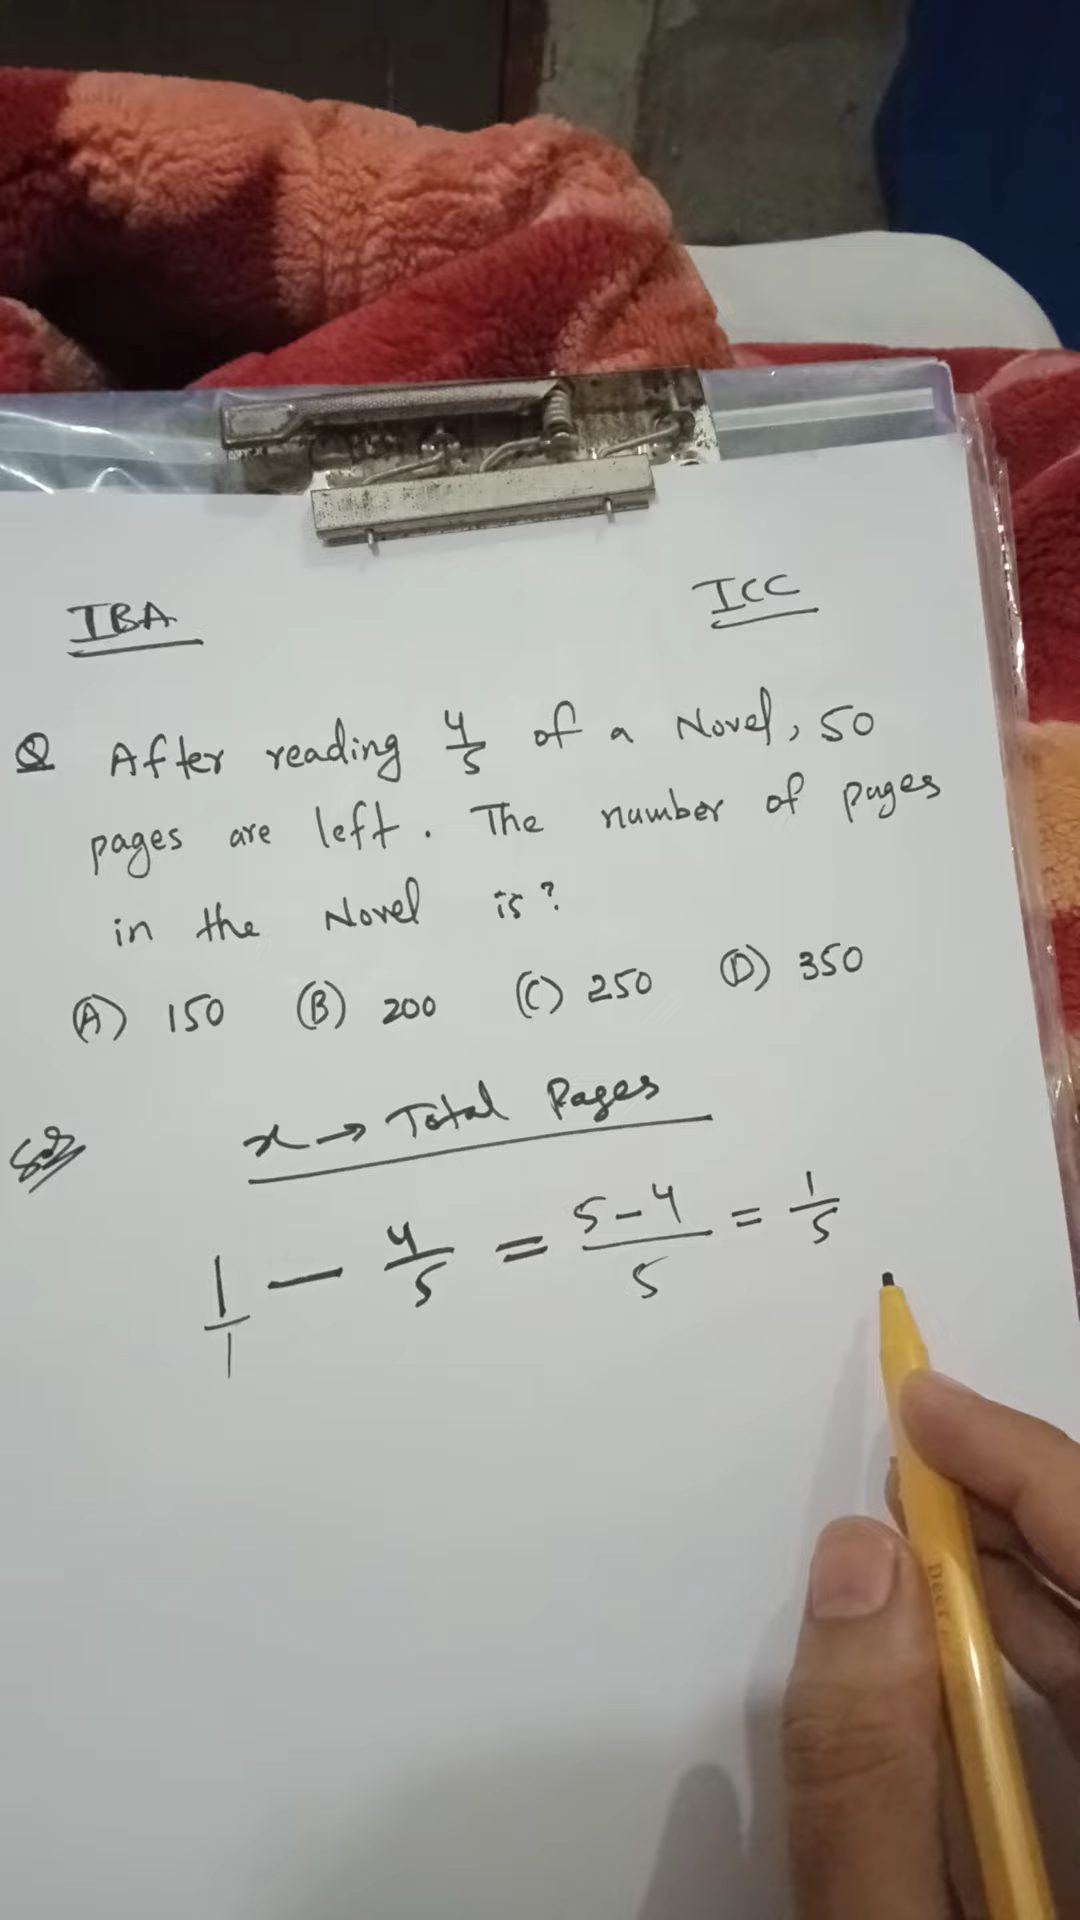 IBA ICC
Q After reading 4/5 of a Novel, 50
pages are left. The number of pages
in the Novel is?
(A) 150 (B) 200 (C) 250 (D) 350
Sol
x → Total Pages
1/1 - 4/5 = 5-4/5 = 1/5
Deer